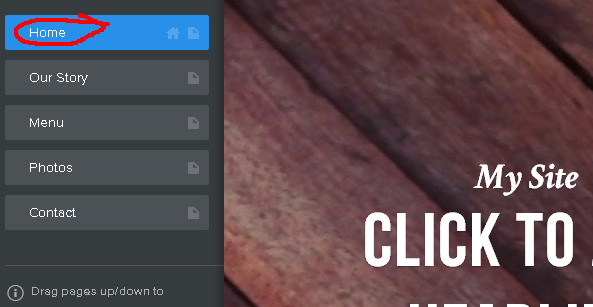 Home
Our Story
Menu
Photos
Contact
Drag pages up/down to
My Site
CLICK TO